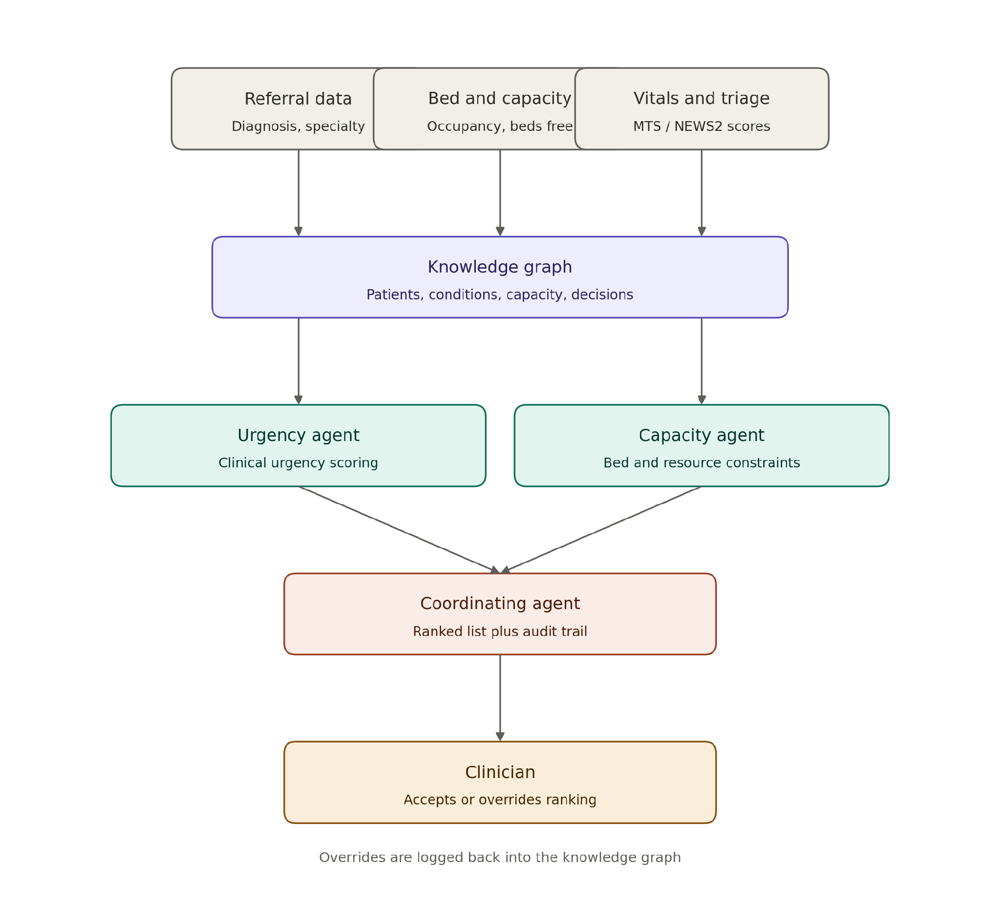 Referral data
Diagnosis, specialty
Bed and capacity
Occupancy, beds free
Vitals and triage
MTS / NEWS2 scores
Knowledge graph
Patients, conditions, capacity, decisions
Urgency agent
Clinical urgency scoring
Capacity agent
Bed and resource constraints
Coordinating agent
Ranked list plus audit trail
Clinician
Accepts or overrides ranking
Overrides are logged back into the knowledge graph